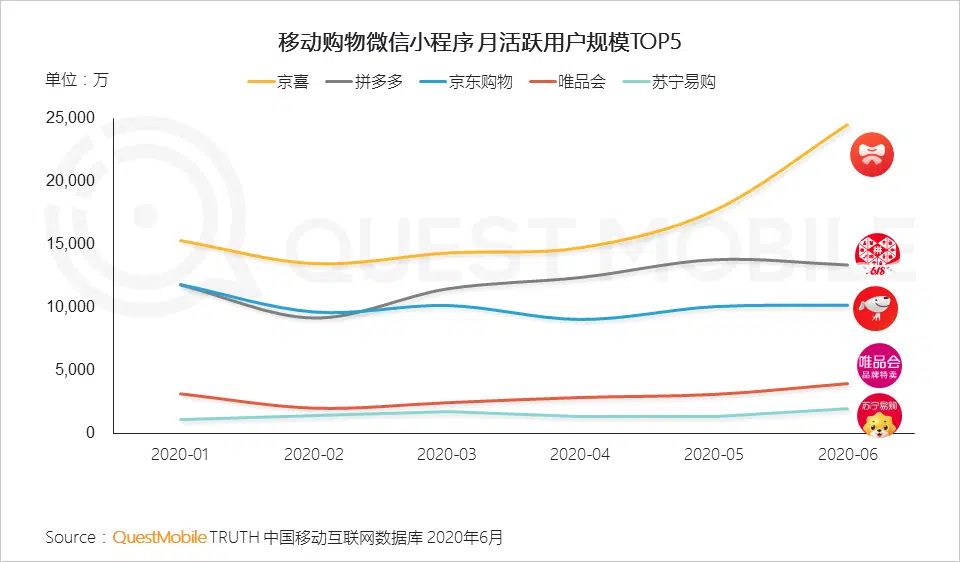 移动购物微信小程序月活跃用户规模TOP5
单位：万
京喜 拼多多 京东购物 唯品会 苏宁易购
25,000
20,000
15,000
10,000
5,000
0
QUEST MOBILE
拼
618
唯品会
品牌特卖
苏宁易购
2020-01 2020-02 2020-03 2020-04 2020-05 2020-06
Source：QuestMobile TRUTH 中国移动互联网数据库 2020年6月